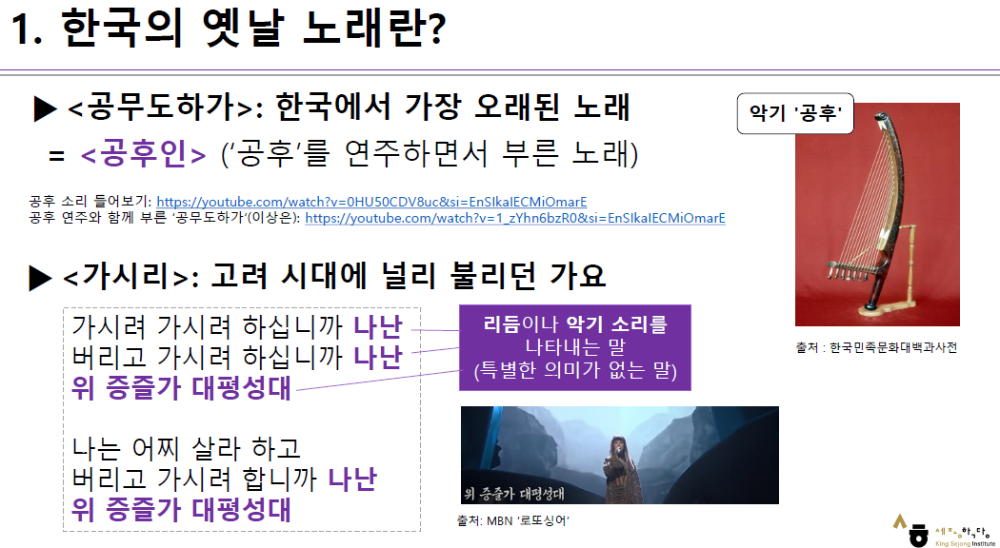 1. 한국의 옛날 노래란?
▶ <공무도하가>: 한국에서 가장 오래된 노래
= <공후인> (‘공후’를 연주하면서 부른 노래)
공후 소리 들어보기: https://youtube.com/watch?v=0HU50CDV8uc&si=EnSIkaIECMiOmarE
공후 연주와 함께 부른 ‘공무도하가’(이상은): https://youtube.com/watch?v=1_zYhn6bzR0&si=EnSIkaIECMiOmarE
악기 '공후'
출처 : 한국민족문화대백과사전
▶ <가시리>: 고려 시대에 널리 불리던 가요
가시려 가시려 하십니까 나난
버리고 가시려 하십니까 나난
위 증즐가 대평성대
나는 어찌 살라 하고
버리고 가시려 합니까 나난
위 증즐가 대평성대
리듬이나 악기 소리를
나타내는 말
(특별한 의미가 없는 말)
위 증즐가 대평성대
출처: MBN ‘로또싱어’
세종학당
King Sejong Institute